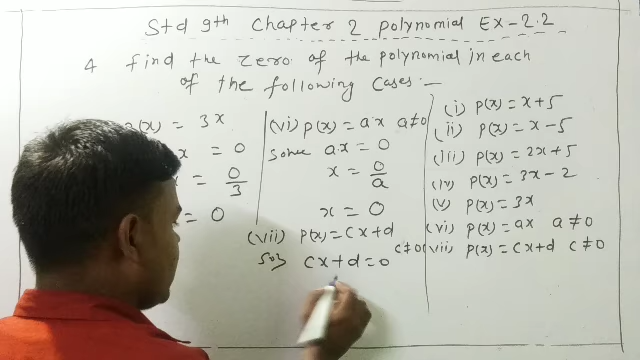 Std 9th Chapter 2 Polynomial Ex-2.2
4 find the zero of the polynomial in each
of the following cases:-
(x) = 3x
x = 0
= 0/3
= 0
(vi) p(x) = ax a≠0
solve ax = 0
x = 0/a
x = 0
(vii) p(x) = cx+d
c≠0
cx+d=0
(i) p(x) = x+5
(ii) p(x) = x-5
(iii) p(x) = 2x+5
(iv) p(x) = 3x-2
(v) p(x) = 3x
(vi) p(x) = ax a≠0
(vii) p(x) = cx+d c≠0